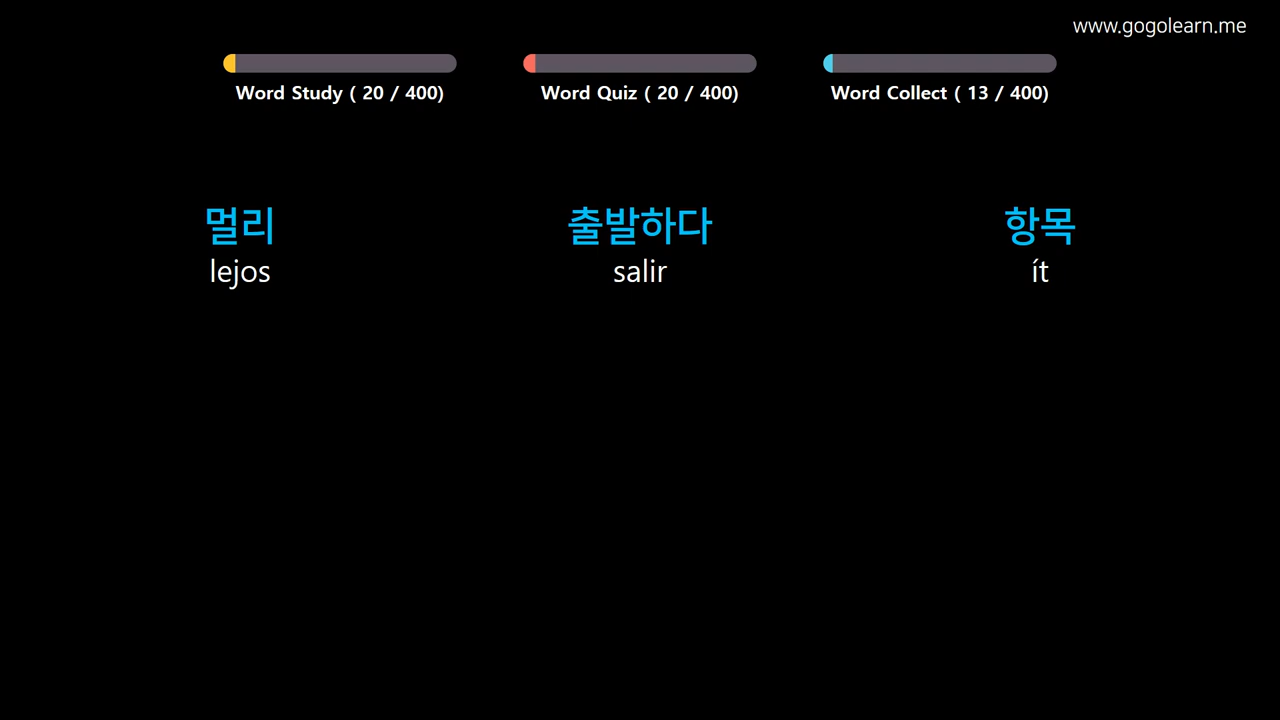 www.gogolearn.me
Word Study ( 20 / 400)
Word Quiz ( 20 / 400)
Word Collect ( 13 / 400)
멀리
lejos
출발하다
salir
항목
ít